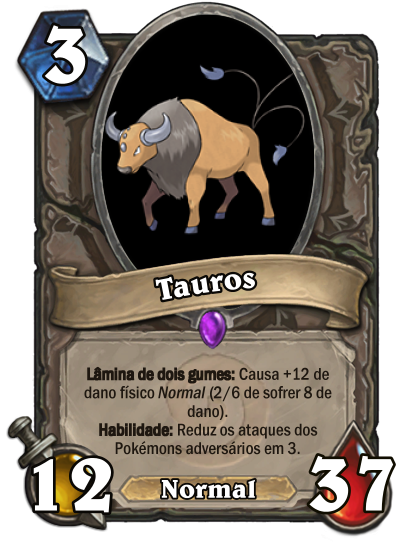 3
Tauros
Lâmina de dois gumes: Causa +12 de
dano físico Normal (2/6 de sofrer 8 de
dano).
Habilidade: Reduz os ataques dos
Pokémons adversários em 3.
12
Normal
37